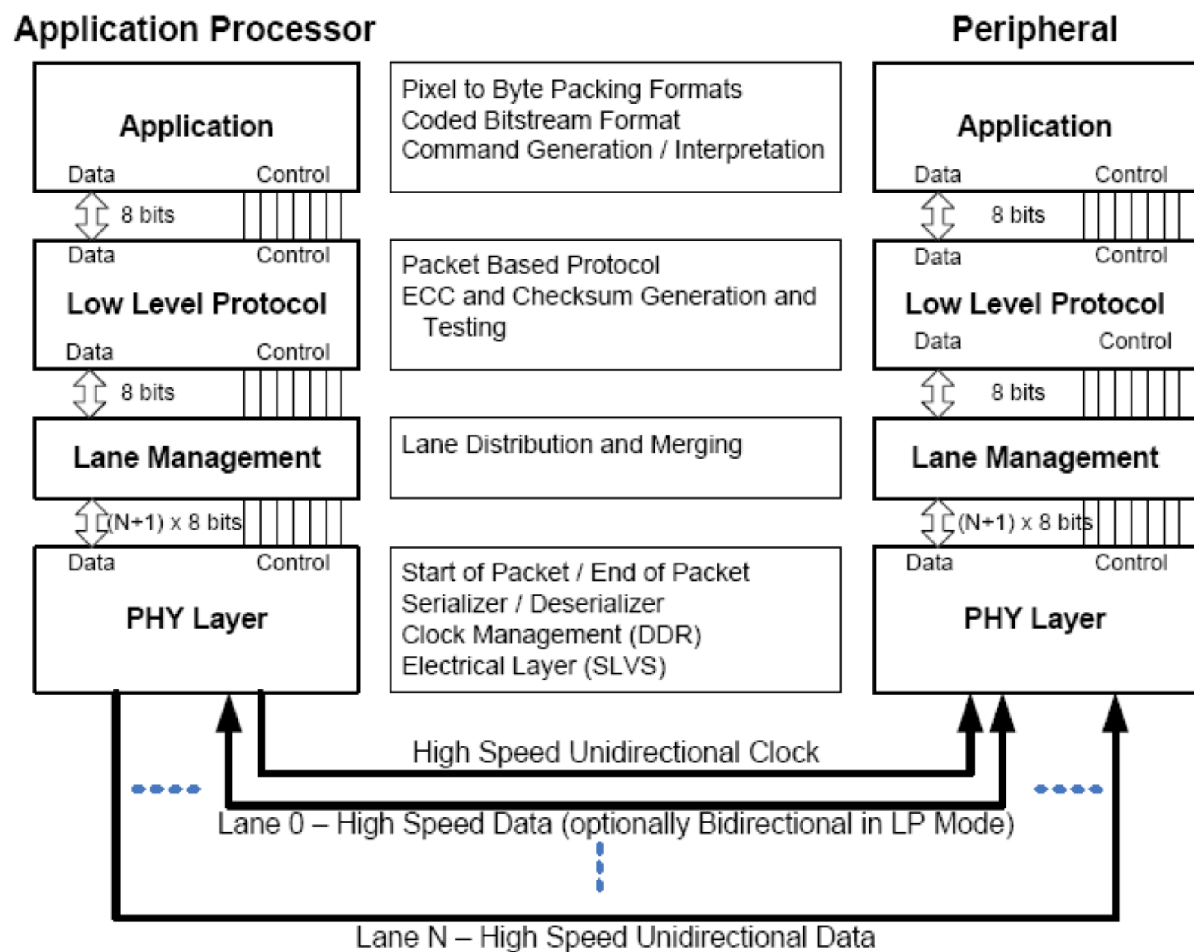 Application Processor
Peripheral
Application
Data
Control
8 bits
Data
Control
Low Level Protocol
Data
Control
8 bits
Lane Management
(N+1) x 8 bits
Data
Control
PHY Layer
Pixel to Byte Packing Formats
Coded Bitstream Format
Command Generation / Interpretation
Packet Based Protocol
ECC and Checksum Generation and
Testing
Lane Distribution and Merging
Start of Packet / End of Packet
Serializer / Deserializer
Clock Management (DDR)
Electrical Layer (SLVS)
Application
Data
Control
8 bits
Data
Control
Low Level Protocol
Data
Control
8 bits
Lane Management
(N+1) x 8 bits
Data
Control
PHY Layer
High Speed Unidirectional Clock
Lane 0 – High Speed Data (optionally Bidirectional in LP Mode)
Lane N – High Speed Unidirectional Data